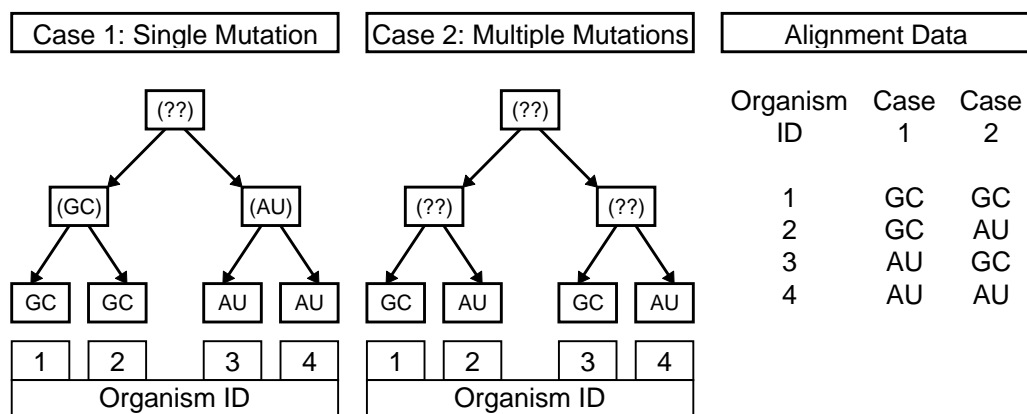 Case 1: Single Mutation
(??)
(GC) (AU)
GC GC AU AU
1 2 3 4
Organism ID
Case 2: Multiple Mutations
(??)
(??) (??)
GC AU GC AU
1 2 3 4
Organism ID
Alignment Data
Organism Case Case
ID 1 2
1 GC GC
2 GC AU
3 AU GC
4 AU AU